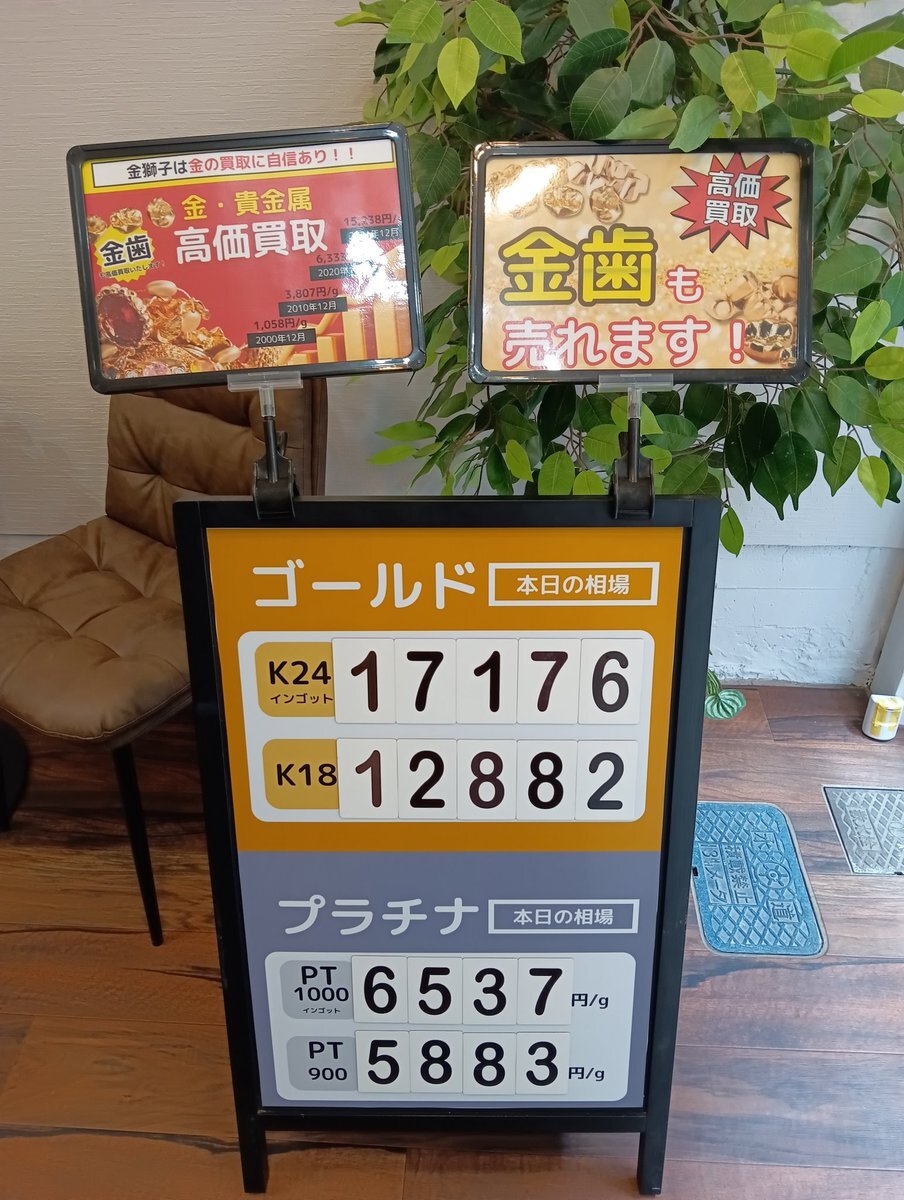 金獅子は金の買取に自信あり！！
金・貴金属
高価買取
金歯
15,238円/g
6,333
2020年
3,807円/g
2010年12月
1,058円/g
2000年12月
高価
買取
金歯も
売れます！
ゴールド 本日の相場
K24 17176
インゴット
K18 12882
プラチナ 本日の相場
PT
1000 6537 円/g
インゴット
PT
900 5883 円/g